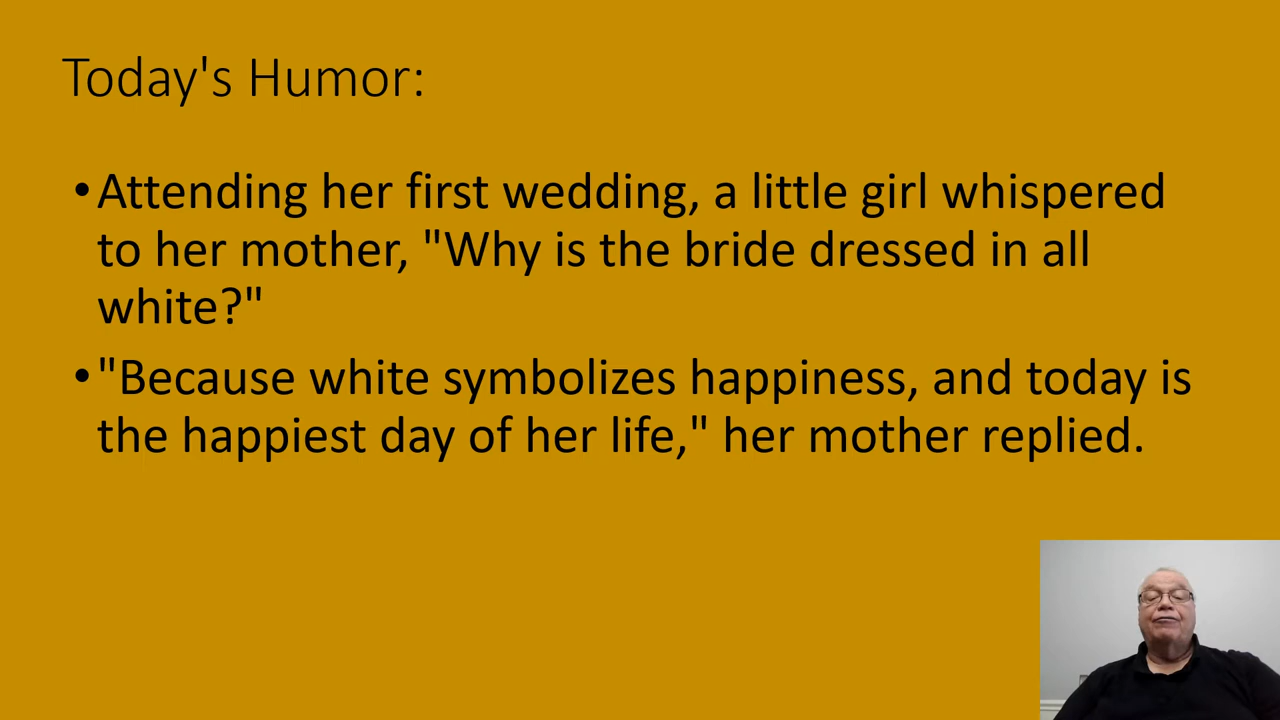 Today's Humor:
•Attending her first wedding, a little girl whispered
to her mother, "Why is the bride dressed in all
white?"
•"Because white symbolizes happiness, and today is
the happiest day of her life," her mother replied.